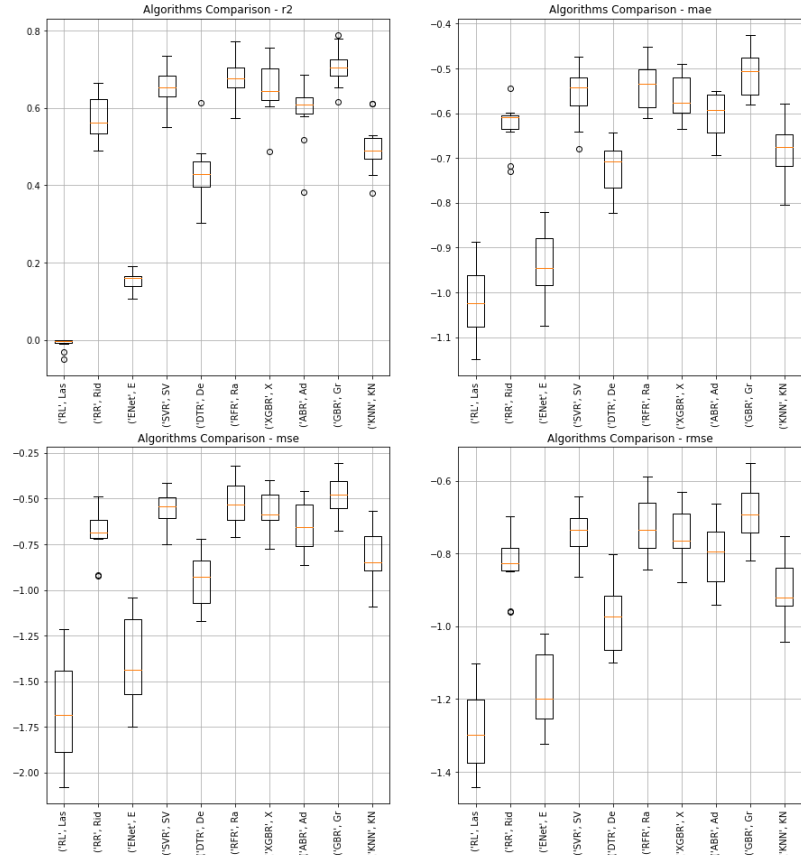 Algorithms Comparison - r2
0.8
0.6
0.4
0.2
0.0
('RL', Las
('RR', Rid
('ENet', E
('SVR', SV
('DTR', De
('RFR', Ra
('XGBR', X
('ABR', Ad
('GBR', Gr
('KNN', KN
Algorithms Comparison - mae
−0.4
−0.5
−0.6
−0.7
−0.8
−0.9
−1.0
−1.1
('RL', Las
('RR', Rid
('ENet', E
('SVR', SV
('DTR', De
('RFR', Ra
('XGBR', X
('ABR', Ad
('GBR', Gr
('KNN', KN
Algorithms Comparison - mse
−0.25
−0.50
−0.75
−1.00
−1.25
−1.50
−1.75
−2.00
('RL', Las
('RR', Rid
('ENet', E
('SVR', SV
('DTR', De
('RFR', Ra
('XGBR', X
('ABR', Ad
('GBR', Gr
('KNN', KN
Algorithms Comparison - rmse
−0.6
−0.8
−1.0
−1.2
−1.4
('RL', Las
('RR', Rid
('ENet', E
('SVR', SV
('DTR', De
('RFR', Ra
('XGBR', X
('ABR', Ad
('GBR', Gr
('KNN', KN